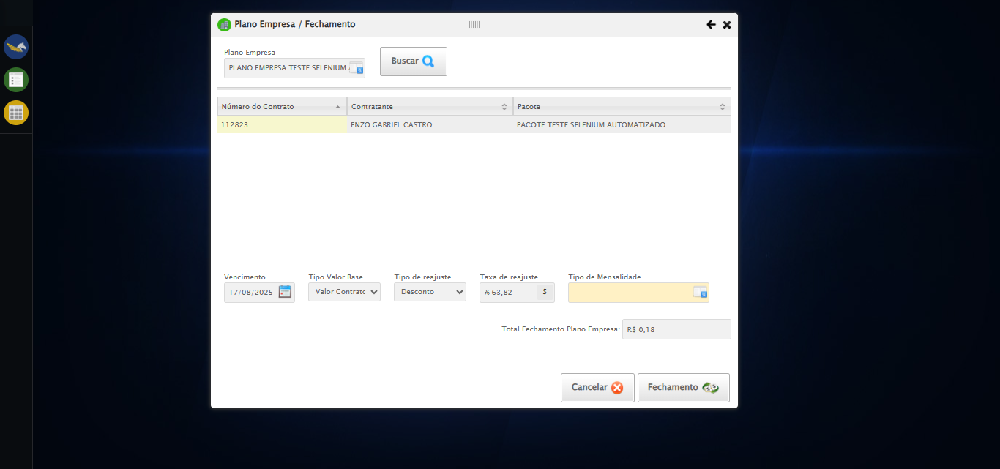 Plano Empresa / Fechamento
Plano Empresa
PLANO EMPRESA TESTE SELENIUM
Buscar
Número do Contrato Contratante Pacote
112823 ENZO GABRIEL CASTRO PACOTE TESTE SELENIUM AUTOMATIZADO
Vencimento Tipo Valor Base Tipo de reajuste Taxa de reajuste Tipo de Mensalidade
17/08/2025 Valor Contratc Desconto % 63,82 $
Total Fechamento Plano Empresa: R$ 0,18
Cancelar Fechamento